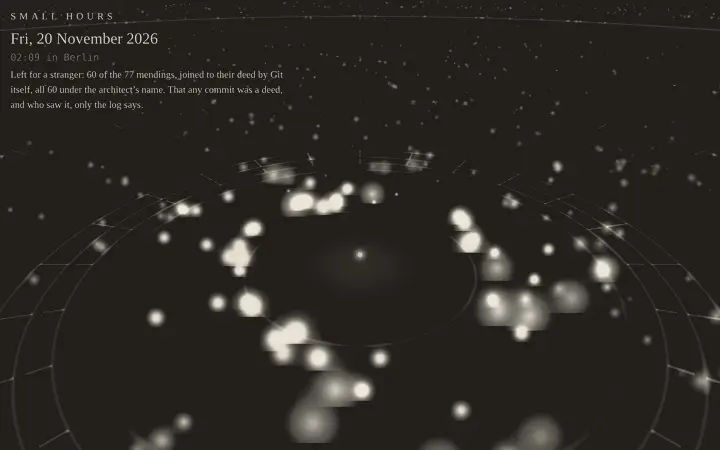 SMALL HOURS
Fri, 20 November 2026
02:09 in Berlin
Left for a stranger: 60 of the 77 mendings, joined to their deed by Git
itself, all 60 under the architect's name. That any commit was a deed,
and who saw it, only the log says.